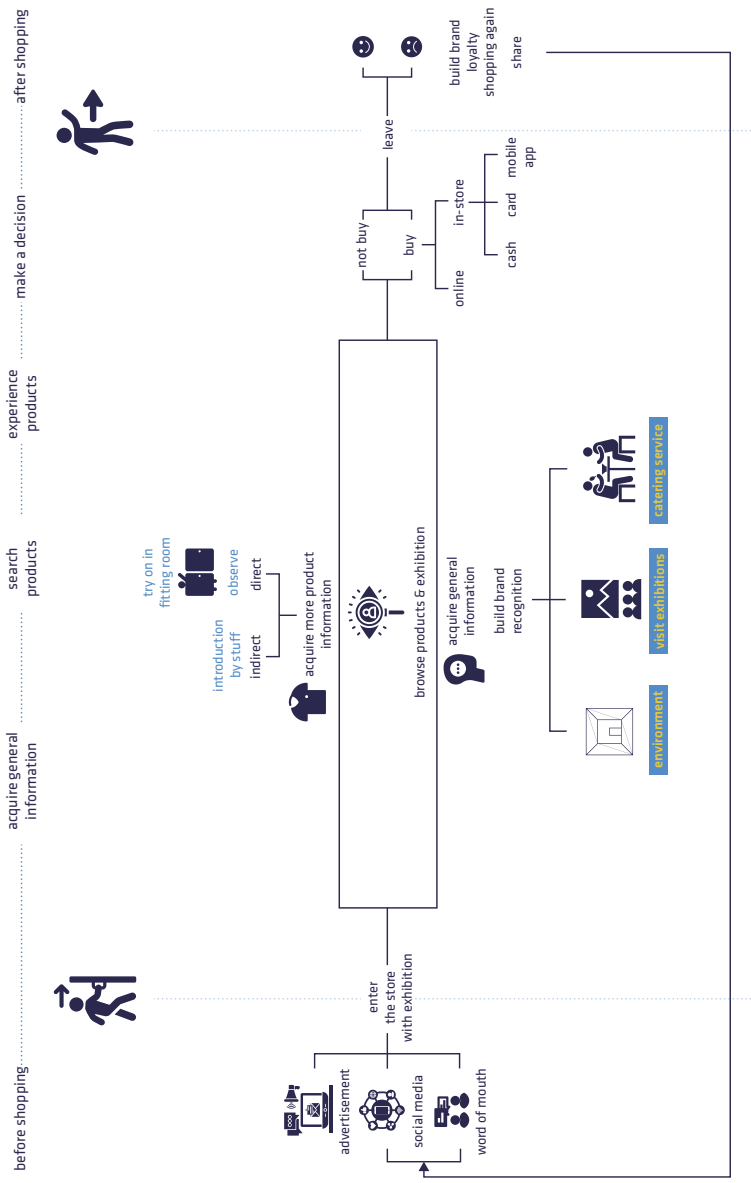 before shopping
acquire general
information
search
products
experience
products
make a decision
after shopping
advertisement
social media
word of mouth
enter
the store
with exhibition
introduction
by stuff
indirect
try on in
fitting room
observe
direct
acquire more product
information
browse products & exhibition
acquire general
information
build brand
recognition
environment
visit exhibitions
catering service
not buy
buy
online
in-store
cash
card
mobile
app
leave
build brand
loyalty
shopping again
share